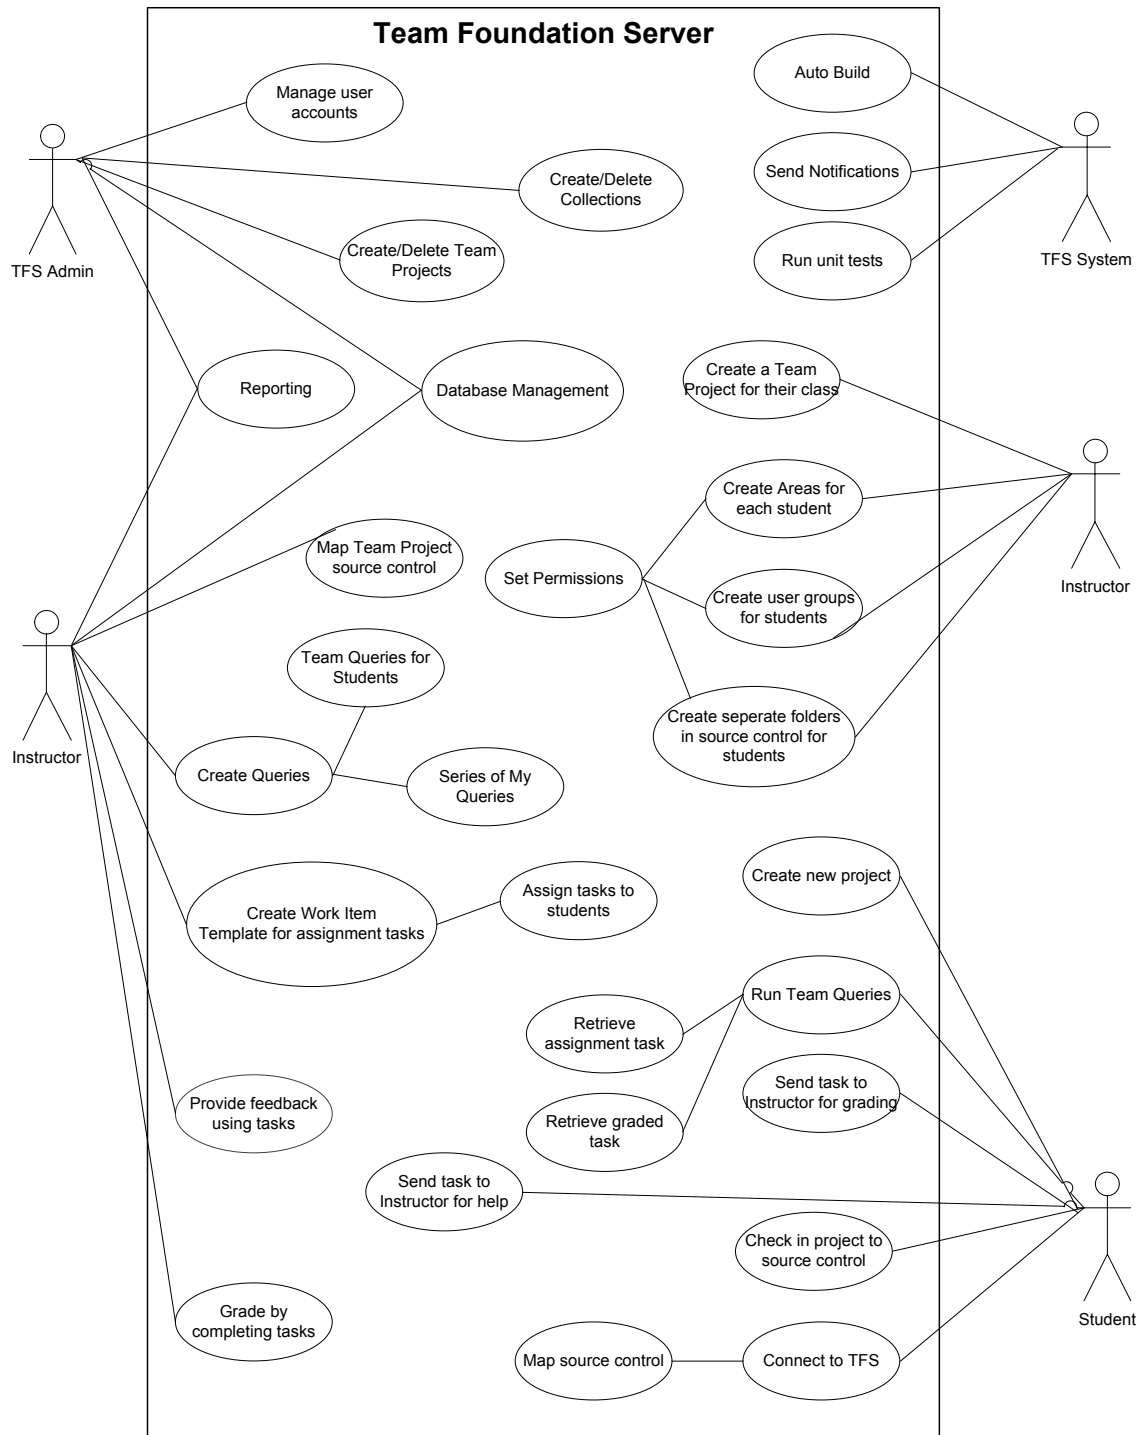 Team Foundation Server
Manage user
accounts
Auto Build
TFS Admin
Create/Delete
Collections
Send Notifications
TFS System
Create/Delete Team
Projects
Run unit tests
Reporting
Database Management
Create a Team
Project for their class
Create Areas for
each student
Map Team Project
source control
Set Permissions
Instructor
Create user groups
for students
Team Queries for
Students
Instructor
Create seperate folders
in source control for
students
Create Queries
Series of My
Queries
Create new project
Create Work Item
Template for assignment tasks
Assign tasks to
students
Run Team Queries
Retrieve
assignment task
Send task to
Instructor for grading
Provide feedback
using tasks
Retrieve graded
task
Send task to
Instructor for help
Check in project to
source control
Student
Grade by
completing tasks
Map source control
Connect to TFS